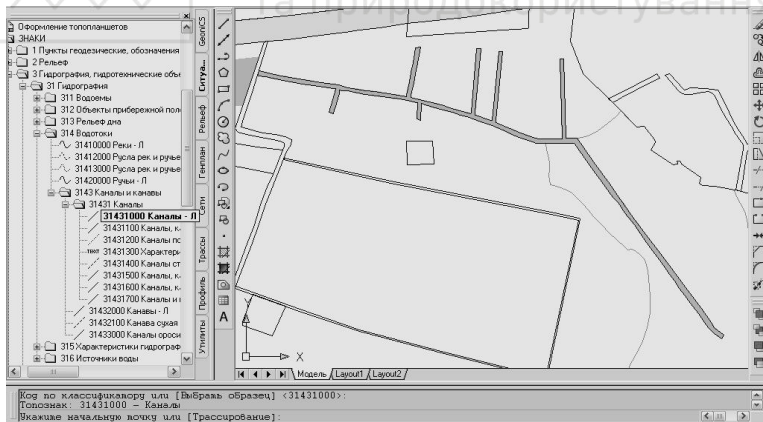 та природокористування
Оформление топопланшетов
ЗНАКИ
1 Пункты геодезические, обозначения
2 Рельеф
3 Гидрография, гидротехнические объе
31 Гидрография
311 Водоемы
312 Объекты прибережной пол
313 Рельеф дна
314 Водотоки
31410000 Реки - Л
31412000 Русла рек и ручье
31413000 Русла рек и ручье
31420000 Ручьи - Л
3143 Каналы и канавы
31431 Каналы
31431000 Каналы - Л
31431100 Каналы, к
31431200 Каналы по
31431300 Характери
31431400 Каналы ст
31431500 Каналы, к
31431600 Каналы, к
31431700 Каналы и
31432000 Канавы - Л
31432100 Канава сухая
31433000 Каналы ороси
315 Характеристики гидрограф
316 Источники воды
GeoniCS
Ситуа...
Рельеф
Генплан
Сети
Трассы
Профиль
Утилиты
A
Y
X
Модель
Layout1
Layout2
Код по классификатору или [Выбрать образец] <31431000>:
Топознак: 31431000 – Каналы
Укажите начальную точку или [Трассирование]: